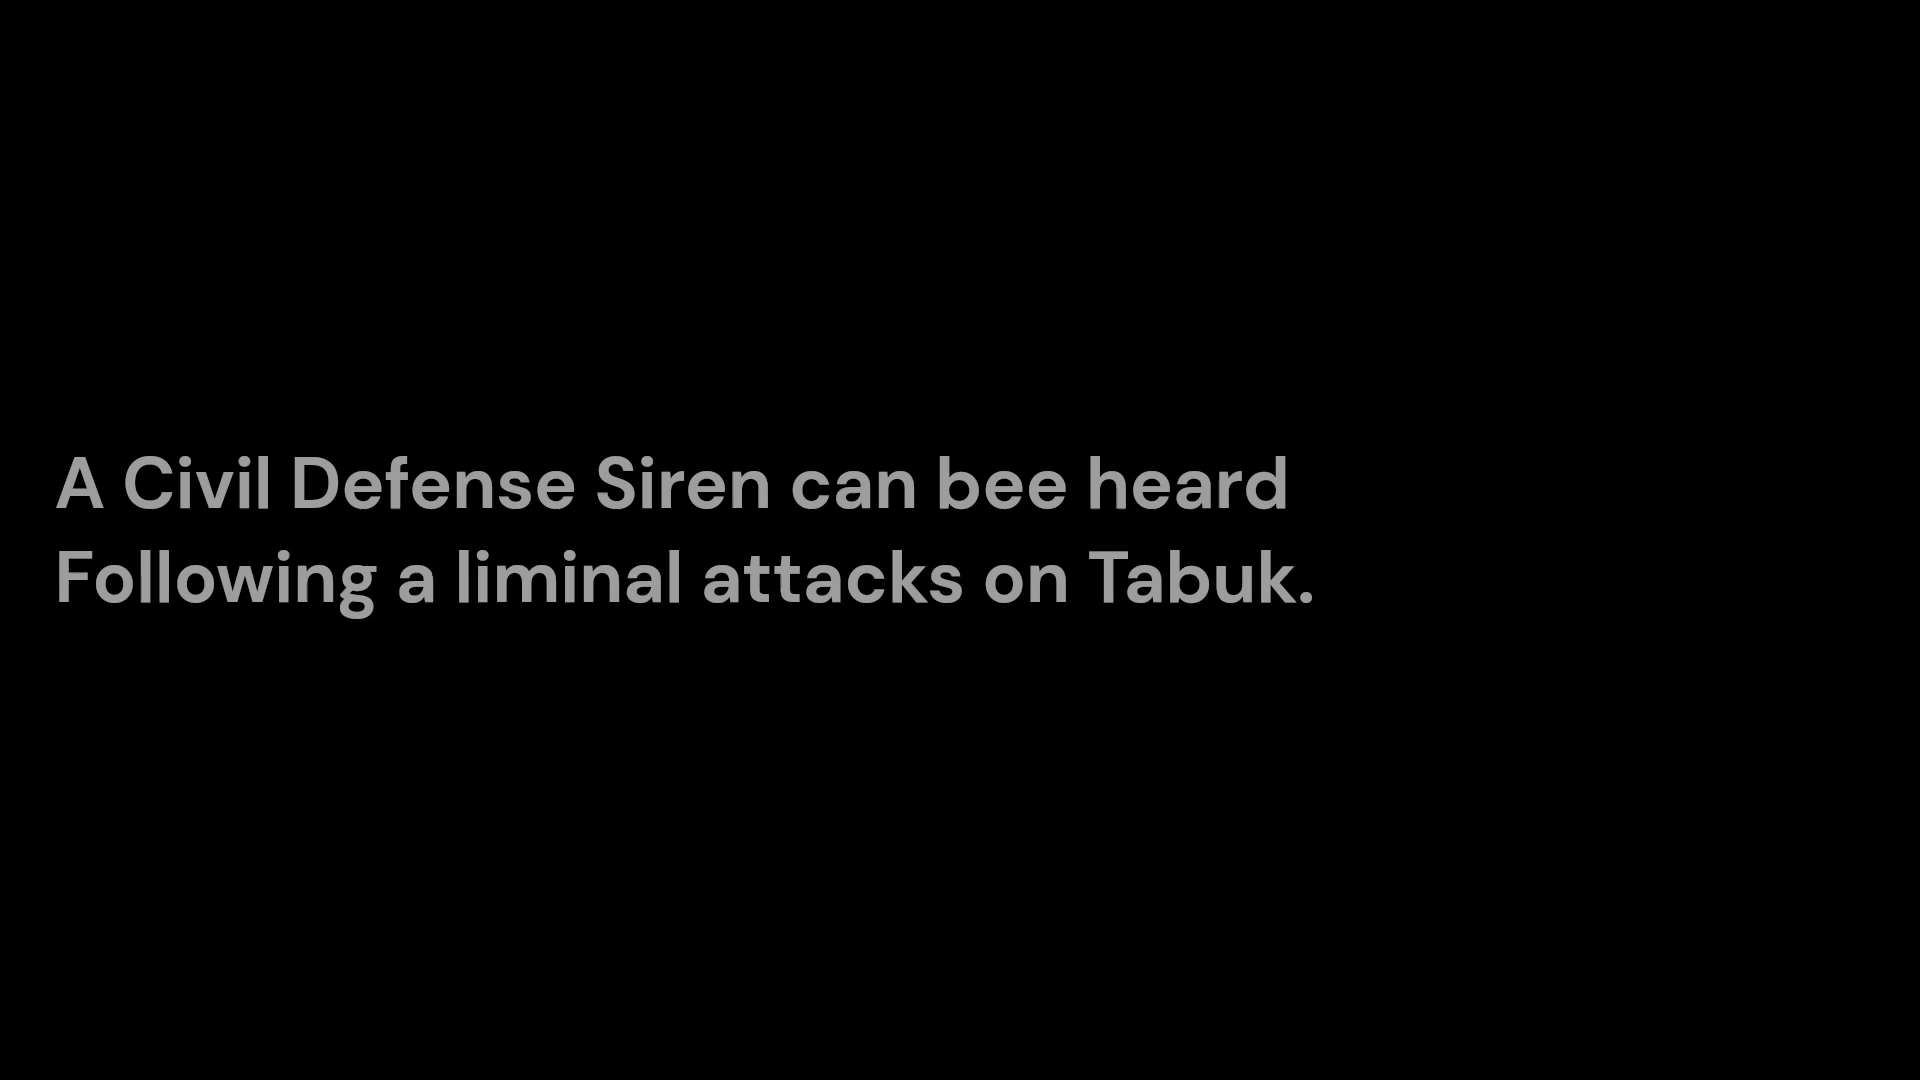 A Civil Defense Siren can bee heard
Following a liminal attacks on Tabuk.